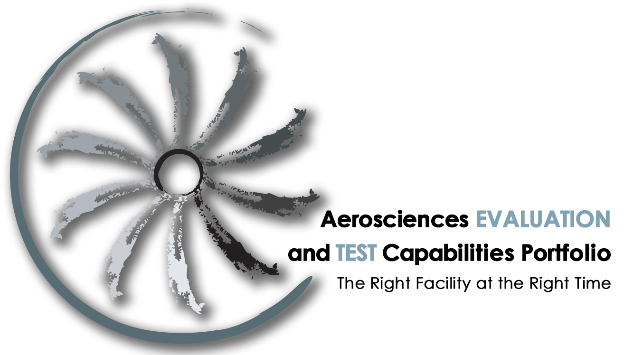 Aerosciences EVALUATION
and TEST Capabilities Portfolio
The Right Facility at the Right Time